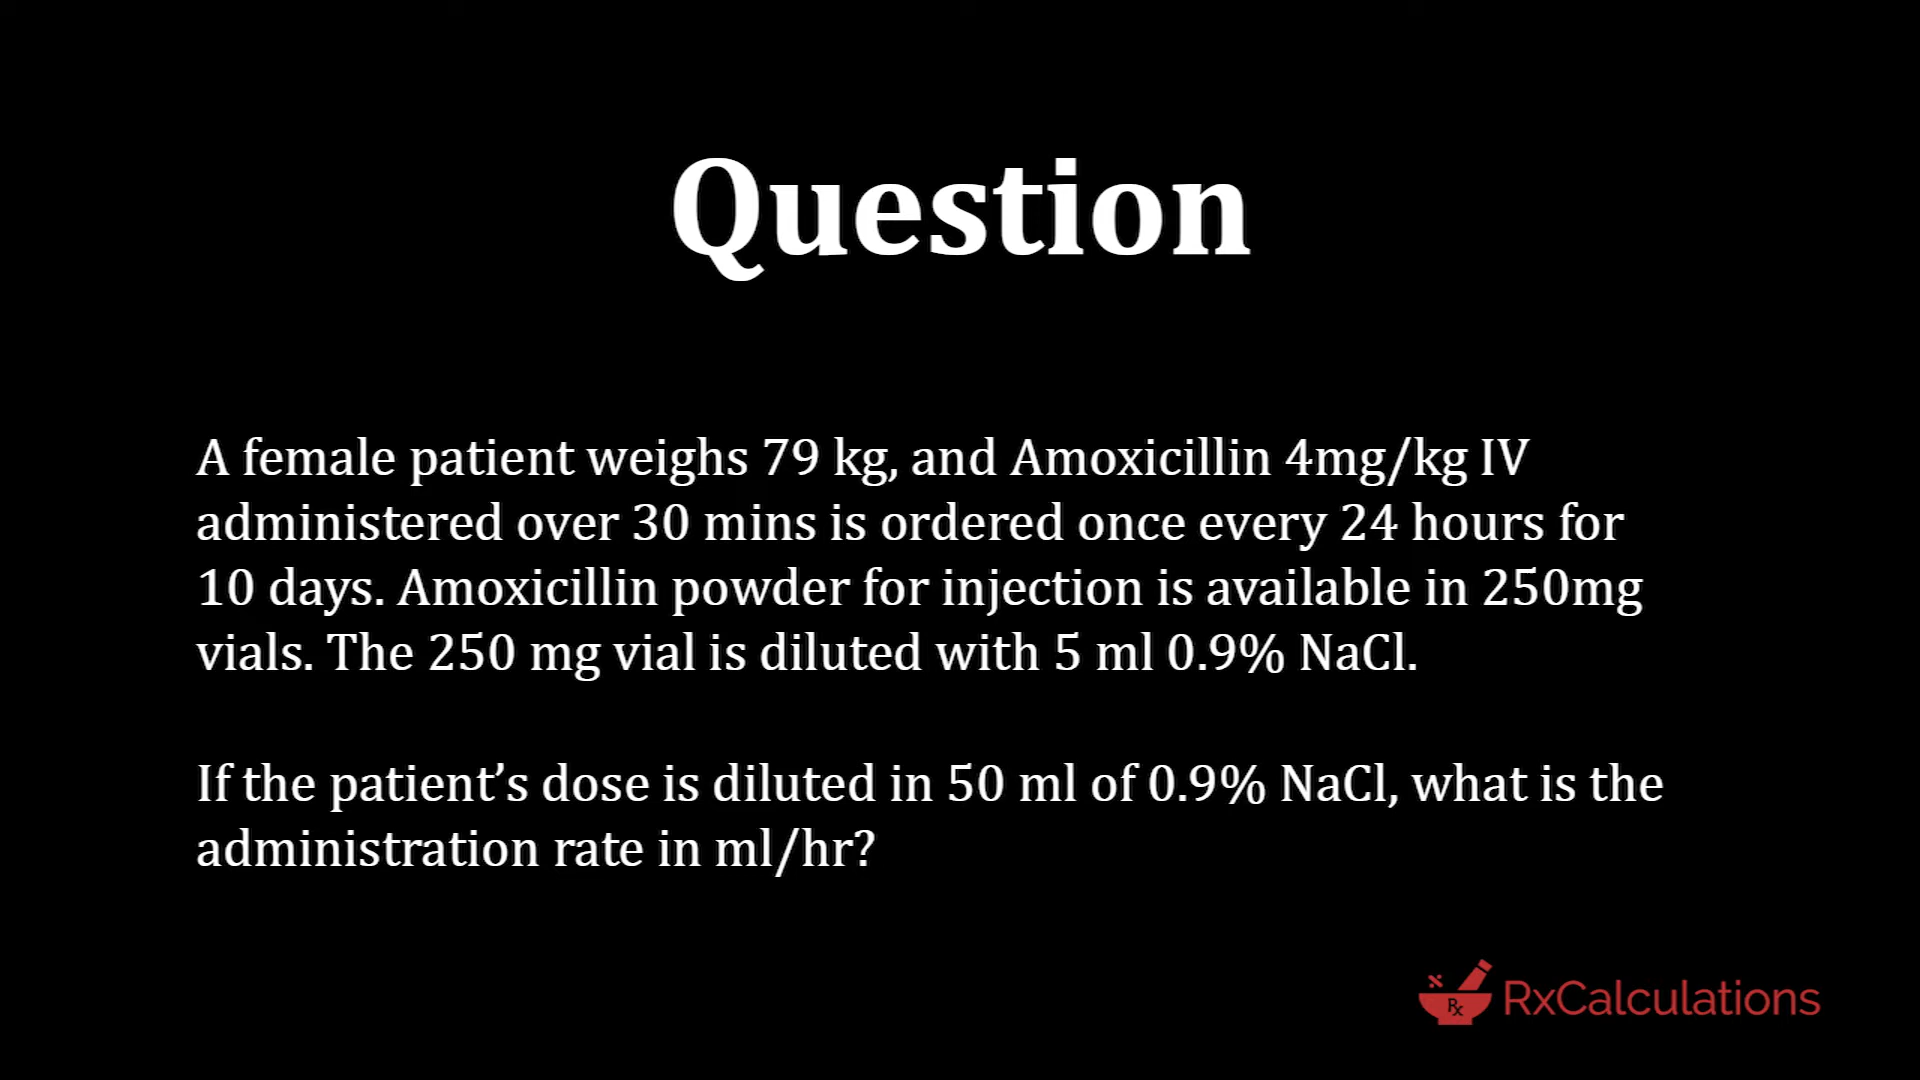 Question
A female patient weighs 79 kg, and Amoxicillin 4mg/kg IV
administered over 30 mins is ordered once every 24 hours for
10 days. Amoxicillin powder for injection is available in 250mg
vials. The 250 mg vial is diluted with 5 ml 0.9% NaCl.
If the patient’s dose is diluted in 50 ml of 0.9% NaCl, what is the
administration rate in ml/hr?
Rx RxCalculations